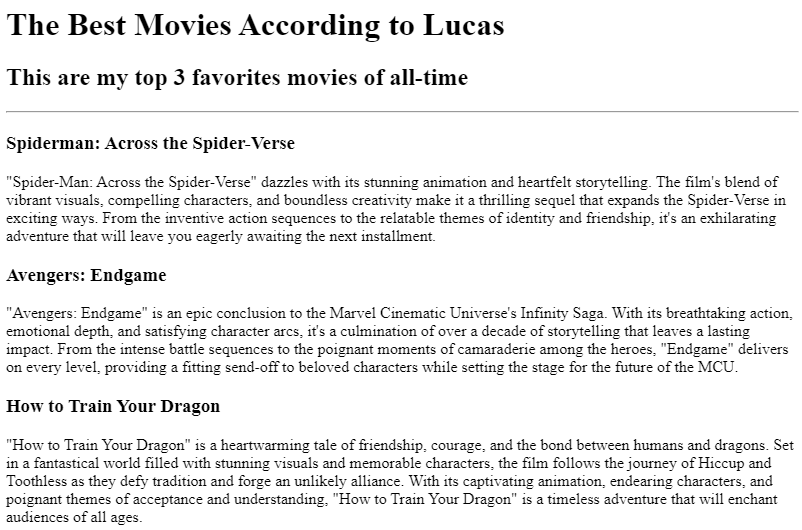 The Best Movies According to Lucas
This are my top 3 favorites movies of all-time
Spiderman: Across the Spider-Verse
"Spider-Man: Across the Spider-Verse" dazzles with its stunning animation and heartfelt storytelling. The film's blend of
vibrant visuals, compelling characters, and boundless creativity make it a thrilling sequel that expands the Spider-Verse in
exciting ways. From the inventive action sequences to the relatable themes of identity and friendship, it's an exhilarating
adventure that will leave you eagerly awaiting the next installment.
Avengers: Endgame
"Avengers: Endgame" is an epic conclusion to the Marvel Cinematic Universe's Infinity Saga. With its breathtaking action,
emotional depth, and satisfying character arcs, it's a culmination of over a decade of storytelling that leaves a lasting
impact. From the intense battle sequences to the poignant moments of camaraderie among the heroes, "Endgame" delivers
on every level, providing a fitting send-off to beloved characters while setting the stage for the future of the MCU.
How to Train Your Dragon
"How to Train Your Dragon" is a heartwarming tale of friendship, courage, and the bond between humans and dragons. Set
in a fantastical world filled with stunning visuals and memorable characters, the film follows the journey of Hiccup and
Toothless as they defy tradition and forge an unlikely alliance. With its captivating animation, endearing characters, and
poignant themes of acceptance and understanding, "How to Train Your Dragon" is a timeless adventure that will enchant
audiences of all ages.